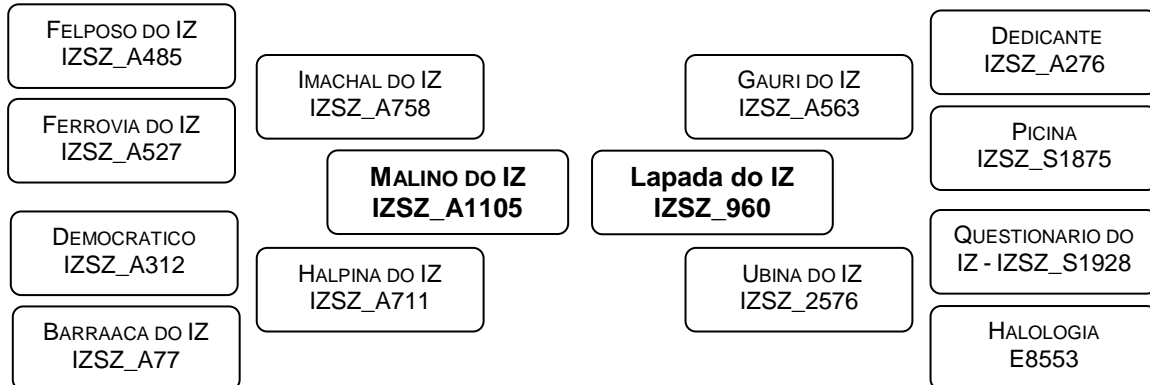 FELPOSO DO IZ
IZSZ_A485
FERROVIA DO IZ
IZSZ_A527
DEMOCRATICO
IZSZ_A312
BARRAACA DO IZ
IZSZ_A77
IMACHAL DO IZ
IZSZ_A758
HALPINA DO IZ
IZSZ_A711
MALINO DO IZ
IZSZ_A1105
Lapada do IZ
IZSZ_960
GAURI DO IZ
IZSZ_A563
UBINA DO IZ
IZSZ_2576
DEDICANTE
IZSZ_A276
PICINA
IZSZ_S1875
QUESTIONARIO DO
IZ - IZSZ_S1928
HALOLOGIA
E8553